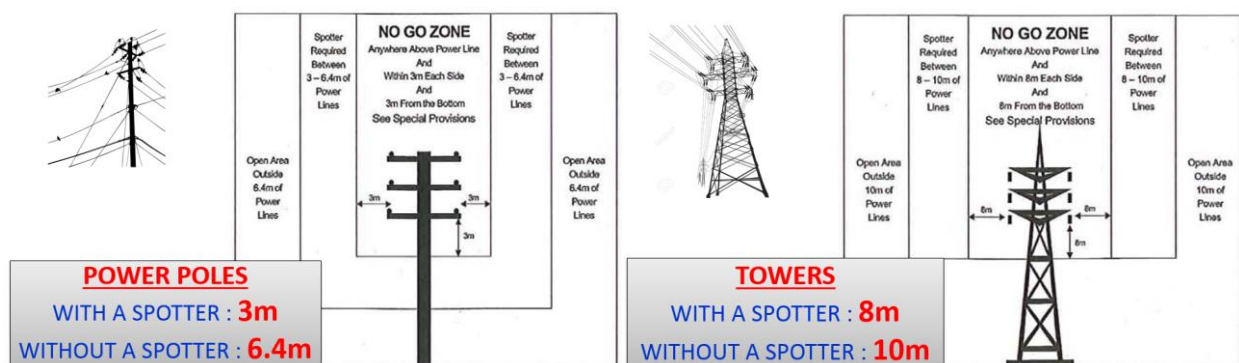 Open Area
Outside
6.4m of
Power
Lines
Spotter
Required
Between
3 – 6.4m of
Power
Lines
NO GO ZONE
Anywhere Above Power Line
And
Within 3m Each Side
And
3m From the Bottom
See Special Provisions
3m
3m
3m
Spotter
Required
Between
3 – 6.4m of
Power
Lines
Open Area
Outside
6.4m of
Power
Lines
POWER POLES
WITH A SPOTTER : 3m
WITHOUT A SPOTTER : 6.4m
Open Area
Outside
10m of
Power
Lines
Spotter
Required
Between
8 – 10m of
Power
Lines
NO GO ZONE
Anywhere Above Power Line
And
Within 8m Each Side
And
8m From the Bottom
See Special Provisions
8m
8m
8m
Spotter
Required
Between
8 – 10m of
Power
Lines
Open Area
Outside
10m of
Power
Lines
TOWERS
WITH A SPOTTER : 8m
WITHOUT A SPOTTER : 10m